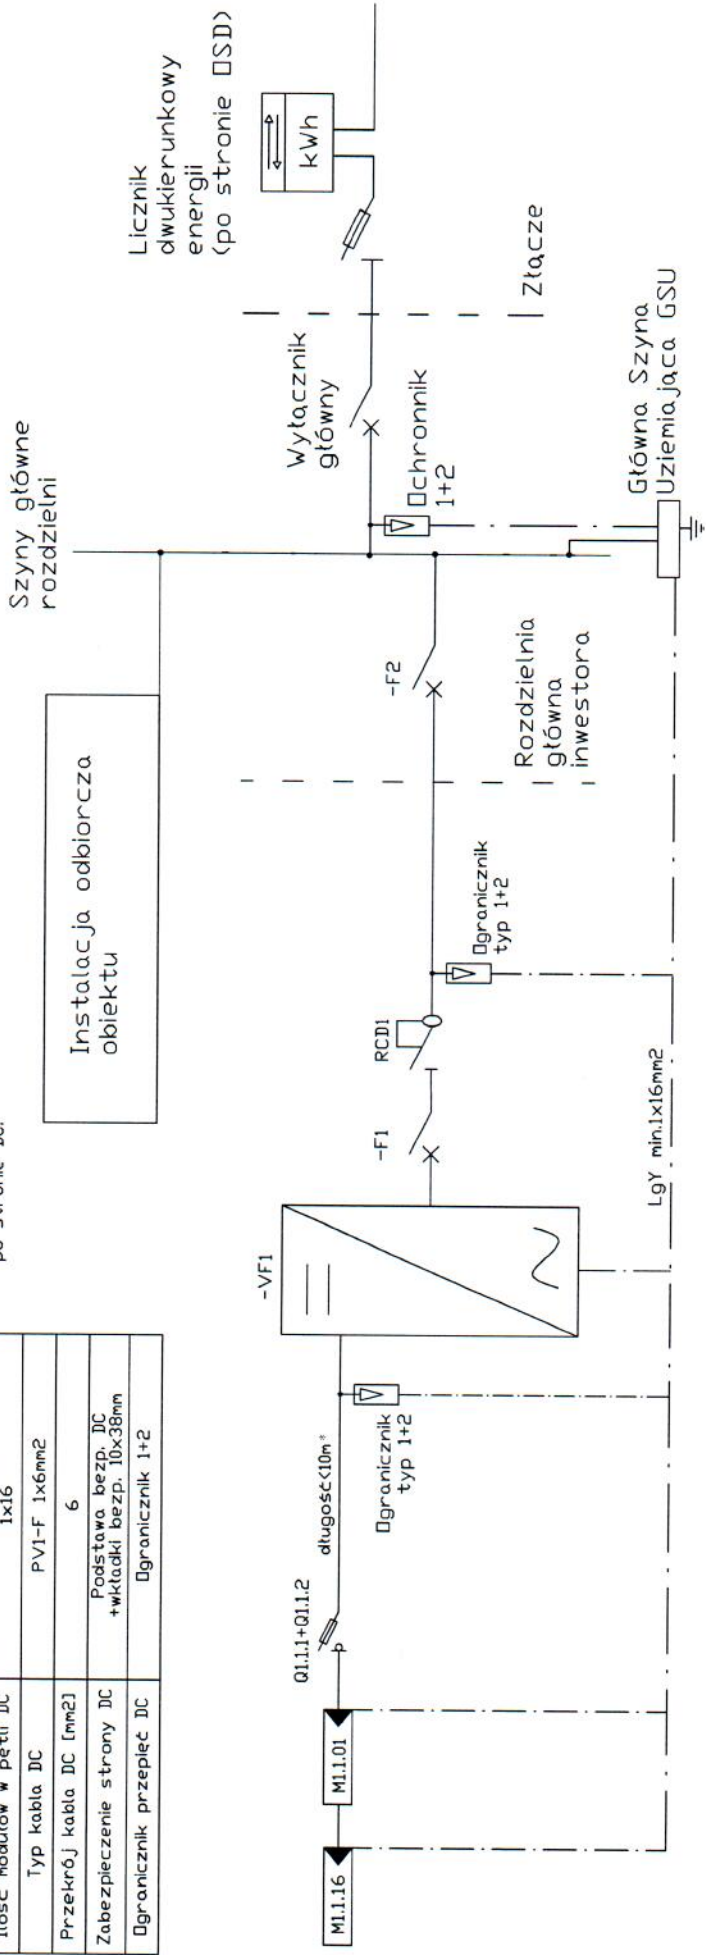 po stronie DC.
Ilość modułów w pętli DC
1x16
Typ kabla DC
PV1-F 1x6mm2
Przekrój kabla DC [mm2]
6
Zabezpieczenie strony DC
Podstawa bezp. DC
+wkładki bezp. 10x38mm
Ogranicznik przepięć DC
Ogranicznik 1+2
Instalacja odbiorcza
obiektu
Szyny główne
rozdzielni
Licznik
dwukierunkowy
energii
(po stronie OSD)
kWh
Wyłącznik
główny
Ochronnik
1+2
Złącze
Główna Szyna
Uziemiająca GSU
-F2
Rozdzielnia
główna
inwestora
Ogranicznik
typ 1+2
RCD1
-F1
-VF1
LgY min.1x16mm2
długość<10m*
Ogranicznik
typ 1+2
Q1.1.1+Q1.1.2
M1.1.01
M1.1.16